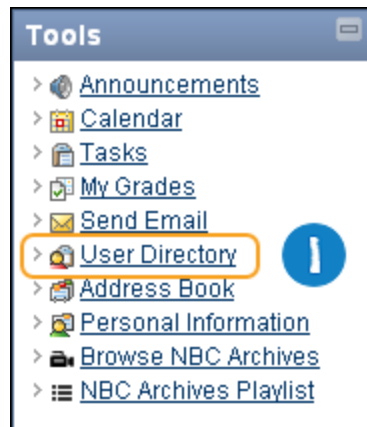 Tools
Announcements
Calendar
Tasks
My Grades
Send Email
User Directory
1
Address Book
Personal Information
Browse NBC Archives
NBC Archives Playlist